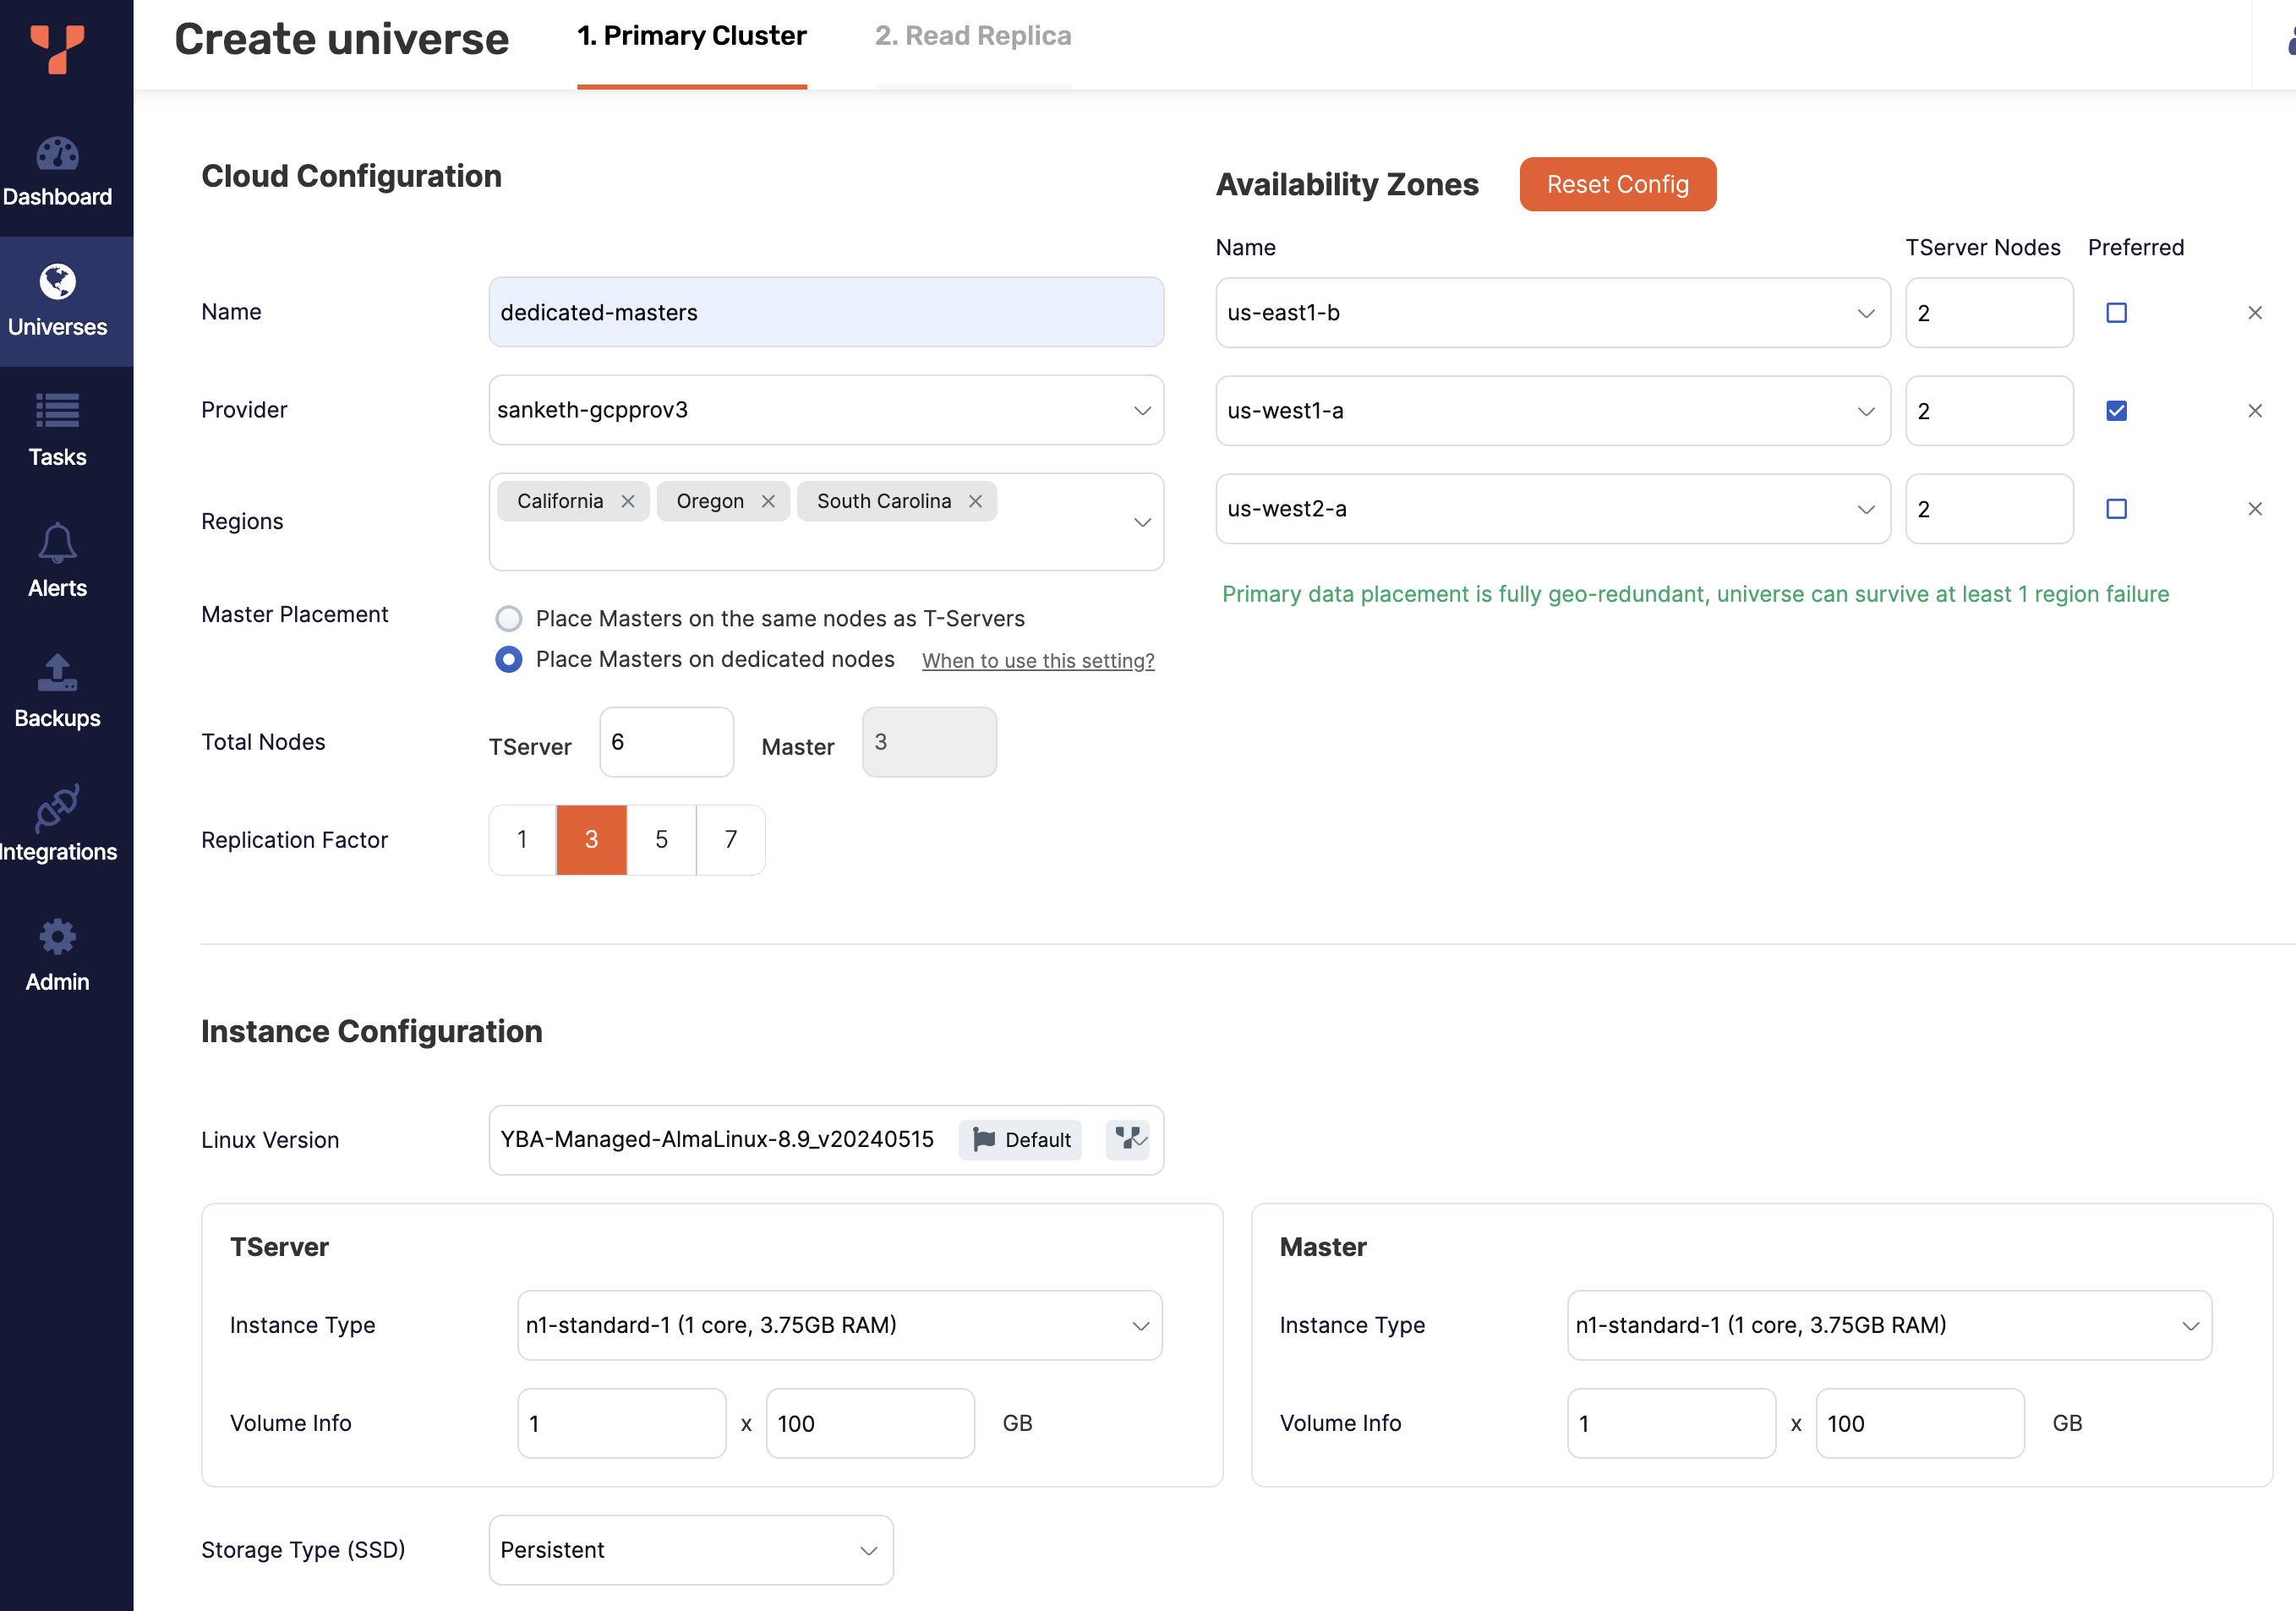 Create universe
1. Primary Cluster
2. Read Replica
Dashboard
Universes
Tasks
Alerts
Backups
Integrations
Admin
Cloud Configuration
Name
dedicated-masters
Provider
sanketh-gcpprov3
Regions
California
Oregon
South Carolina
Master Placement
Place Masters on the same nodes as T-Servers
Place Masters on dedicated nodes
When to use this setting?
Total Nodes
TServer
6
Master
3
Replication Factor
1
3
5
7
Availability Zones
Reset Config
Name
TServer Nodes
Preferred
us-east1-b
2
us-west1-a
2
us-west2-a
2
Primary data placement is fully geo-redundant, universe can survive at least 1 region failure
Instance Configuration
Linux Version
YBA-Managed-AlmaLinux-8.9_v20240515
Default
TServer
Instance Type
n1-standard-1 (1 core, 3.75GB RAM)
Volume Info
1
x
100
GB
Master
Instance Type
n1-standard-1 (1 core, 3.75GB RAM)
Volume Info
1
x
100
GB
Storage Type (SSD)
Persistent